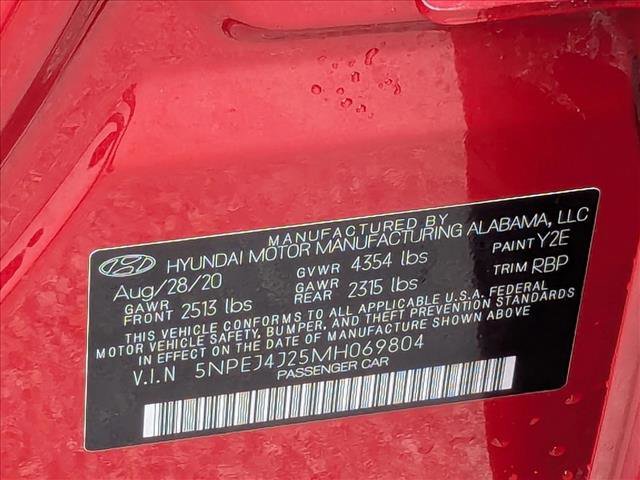 MANUFACTURED BY
HYUNDAI MOTOR MANUFACTURING ALABAMA, LLC
Aug/28/20 GVWR 4354 lbs PAINT Y2E
GAWR FRONT 2513 lbs GAWR REAR 2315 lbs TRIM RBP
THIS VEHICLE CONFORMS TO ALL APPLICABLE U.S.A. FEDERAL
MOTOR VEHICLE SAFETY BUMPER, AND THEFT PREVENTION STANDARDS
IN EFFECT ON THE DATE OF MANUFACTURE SHOWN ABOVE
V.I.N 5NPEJ4J25MH069804
PASSENGER CAR